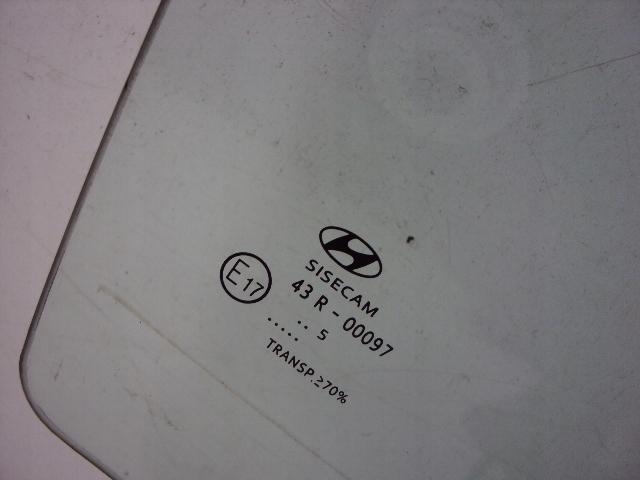 SISECAM
E17
43 R - 00097
.. 5
.....
TRANSP.≥70%